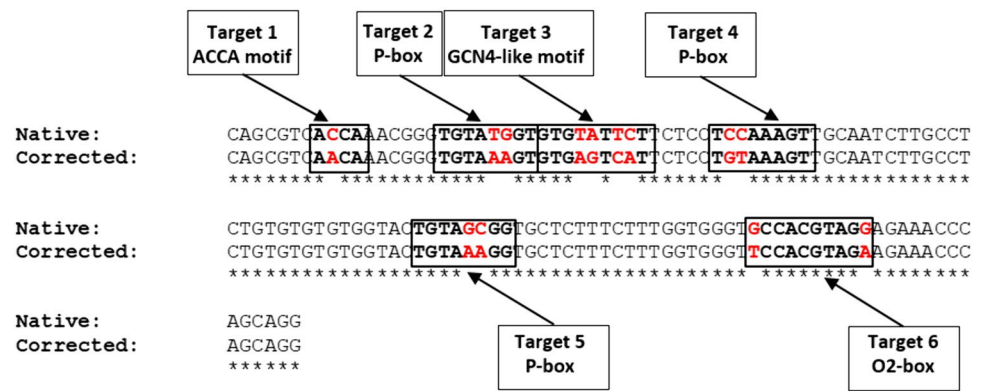 Target 1
ACCA motif
Target 2
P-box
Target 3
GCN4-like motif
Target 4
P-box
Native: CAGCGTCACCAAACGGGTGTATGGTGTGTATTCTTCTCCTCCAAAGTTGCAATCTTGCCT
Corrected: CAGCGTCAACAAACGGGTGTAAAGTGTGAGTCATTCTCCTGTAAAGTTGCAATCTTGCCT
******** ************  *****  *  *******  ******************
Native: CTGTGTGTGTGGTACTGTAGCGGTGCTCTTTCTTTGGTGGGTGCCACGTAGGAGAAACCC
Corrected: CTGTGTGTGTGGTACTGTAAAGGTGCTCTTTCTTTGGTGGGTTCCACGTAGAAGAAACCC
*******************  ********************* ******** ********
Native: AGCAGG
Corrected: AGCAGG
******
Target 5
P-box
Target 6
O2-box